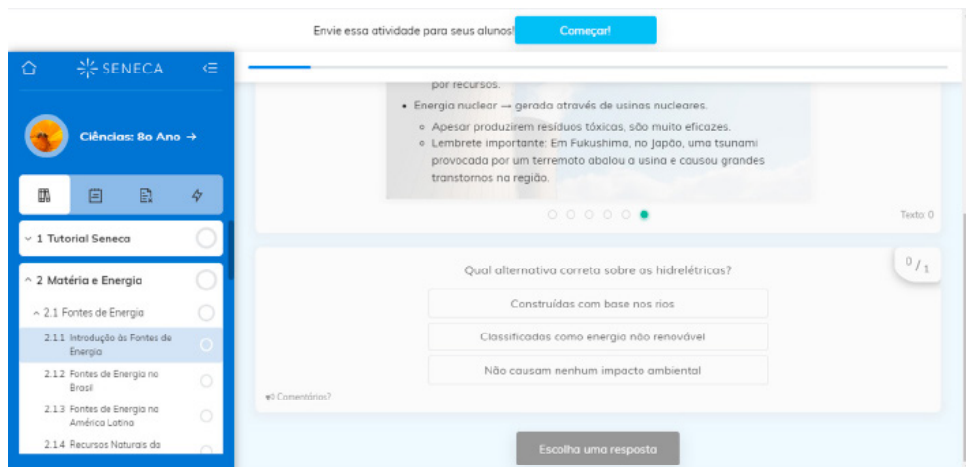 Envie essa atividade para seus alunos!
Começar!
SENECA
Ciências: 8o Ano →
1 Tutorial Seneca
2 Matéria e Energia
2.1 Fontes de Energia
2.1.1 Introdução às Fontes de
Energia
2.1.2 Fontes de Energia no
Brasil
2.1.3 Fontes de Energia na
América Latina
2.1.4 Recursos Naturais da
por recursos.
• Energia nuclear → gerada através de usinas nucleares.
Apesar produzirem resíduos tóxicas, são muito eficazes.
Lembrete importante: Em Fukushima, no Japão, uma tsunami
provocada por um terremoto abalou a usina e causou grandes
transtornos na região.
Texto: 0
Qual alternativa correta sobre as hidrelétricas?
0/1
Construídas com base nos rios
Classificadas como energia não renovável
Não causam nenhum impacto ambiental
Comentários?
Escolha uma resposta